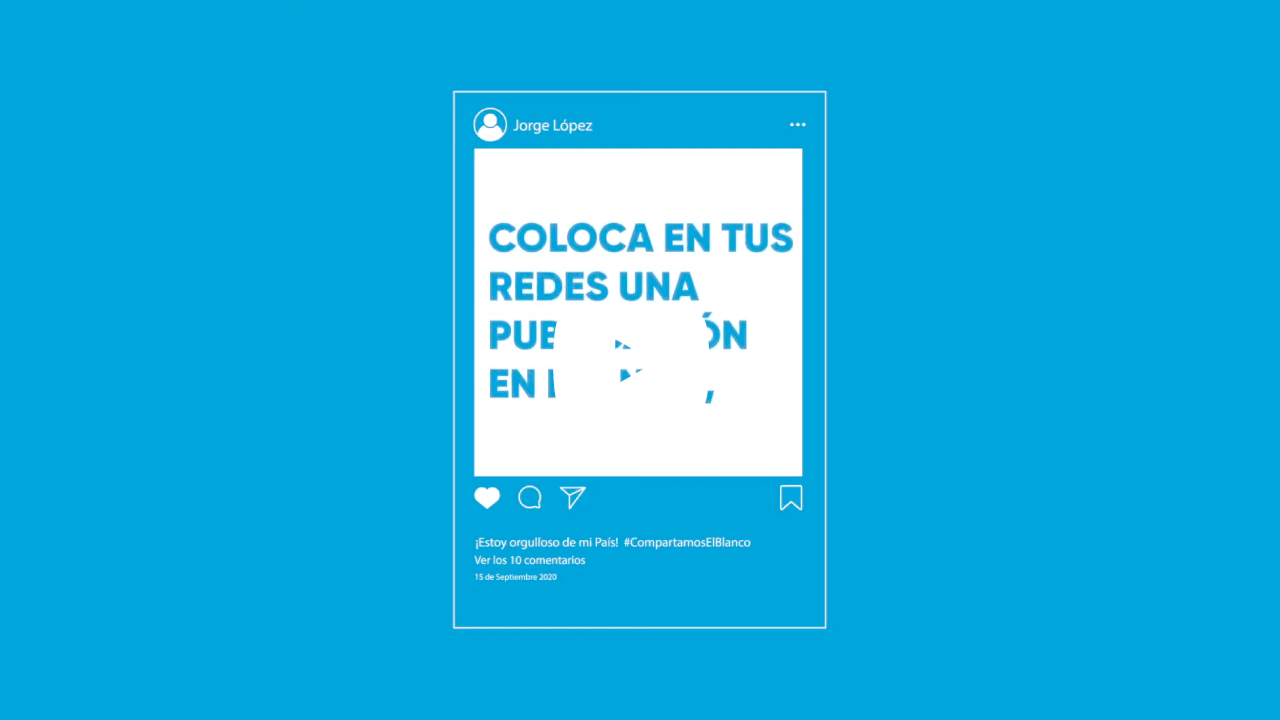 Jorge López
COLOCA EN TUS
REDES UNA
EN
¡Estoy orgulloso de mi País! #CompartamosElBlanco
Ver los 10 comentarios
15 de Septiembre 2020